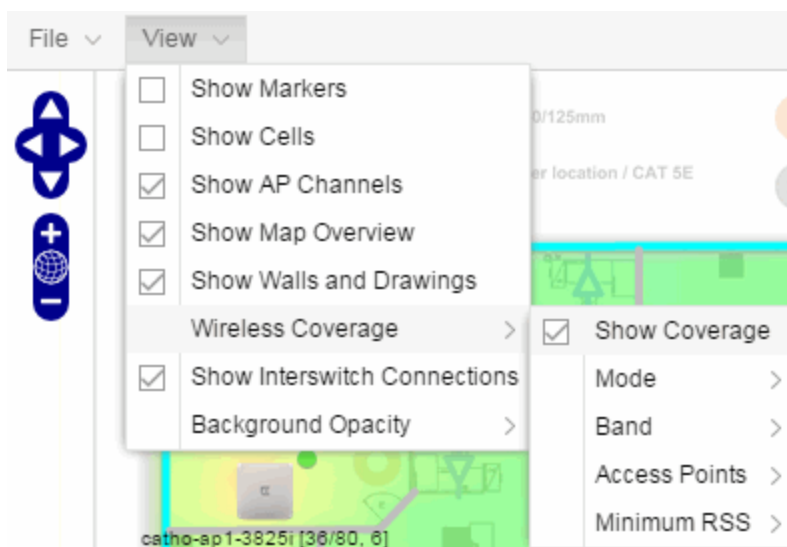 File
View
Show Markers
Show Cells
0/125mm
Show AP Channels
er location / CAT 5E
Show Map Overview
Show Walls and Drawings
Wireless Coverage
Show Coverage
Show Interswitch Connections
Mode
Background Opacity
Band
Access Points
Minimum RSS
catho-ap1-3825i [36/80, 6]